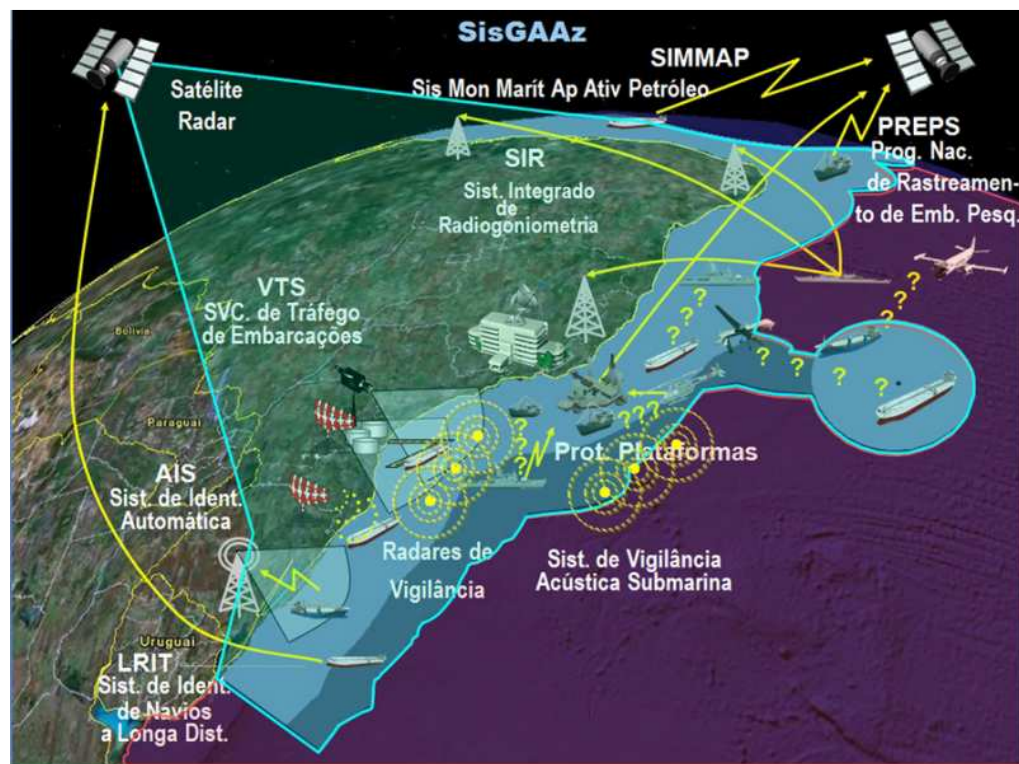 SisGAAz
SIMMAP
Sis Mon Marít Ap Ativ Petróleo
Satélite
Radar
PREPS
Prog. Nac.
de Rastreamen-
to de Emb. Pesq.
SIR
Sist. Integrado
de
Radiogoniometria
VTS
SVC. de Tráfego
de Embarcações
Bolívia
Paraguai
AIS
Sist. de Ident.
Automática
Prot. Plataformas
Radares de
Vigilância
Sist. de Vigilância
Acústica Submarina
Uruguai
LRIT
Sist. de Ident.
de Navios
a Longa Dist.
? ? ?
? ? ? ?
? ? ? ?
? ? ? ?
? ? ?